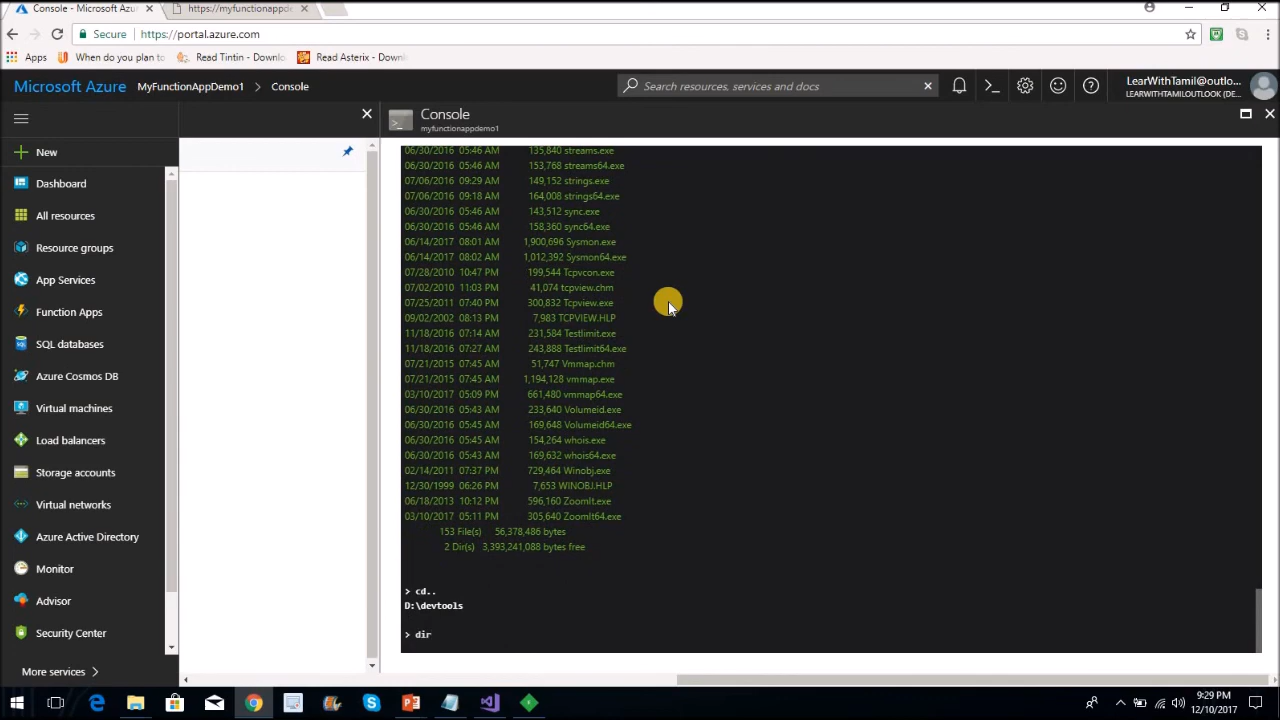 Console - Microsoft Az
https://myfunctionappde
Secure
https://portal.azure.com
Apps
When do you plan to
Read Tintin - Downlo
Read Asterix - Downl
Microsoft Azure
MyFunctionAppDemo1 > Console
Search resources, services and docs
LearWithTamil@outlo...
LEARWITHTAMILOUTLOOK (DE...
Console
myfunctionappdemo1
New
Dashboard
All resources
Resource groups
App Services
Function Apps
SQL databases
Azure Cosmos DB
Virtual machines
Load balancers
Storage accounts
Virtual networks
Azure Active Directory
Monitor
Advisor
Security Center
More services >
06/30/2016 05:46 AM 135,840 streams.exe
06/30/2016 05:46 AM 153,768 streams64.exe
07/06/2016 09:29 AM 149,152 strings.exe
07/06/2016 09:18 AM 164,008 strings64.exe
06/30/2016 05:46 AM 143,512 sync.exe
06/30/2016 05:46 AM 158,360 sync64.exe
06/14/2017 08:01 AM 1,900,696 Sysmon.exe
06/14/2017 08:02 AM 1,012,392 Sysmon64.exe
07/28/2010 10:47 PM 199,544 Tcpvcon.exe
07/02/2010 11:03 PM 41,074 tcpview.chm
07/25/2011 07:40 PM 300,832 Tcpview.exe
09/02/2002 08:13 PM 7,983 TCPVIEW.HLP
11/18/2016 07:14 AM 231,584 Testlimit.exe
11/18/2016 07:27 AM 243,888 Testlimit64.exe
07/21/2015 07:45 AM 51,747 Vmmap.chm
07/21/2015 07:45 AM 1,194,128 vmmap.exe
03/10/2017 05:09 PM 661,480 vmmap64.exe
06/30/2016 05:43 AM 233,640 Volumeid.exe
06/30/2016 05:45 AM 169,648 Volumeid64.exe
06/30/2016 05:45 AM 154,264 whois.exe
06/30/2016 05:43 AM 169,632 whois64.exe
02/14/2011 07:37 PM 729,464 Winobj.exe
12/30/1999 06:26 PM 7,653 WINOBJ.HLP
06/18/2013 10:12 PM 596,160 ZoomIt.exe
03/10/2017 05:11 PM 305,640 ZoomIt64.exe
153 File(s) 56,378,486 bytes
2 Dir(s) 3,393,241,088 bytes free
> cd..
D:\devtools
> dir
9:29 PM
12/10/2017